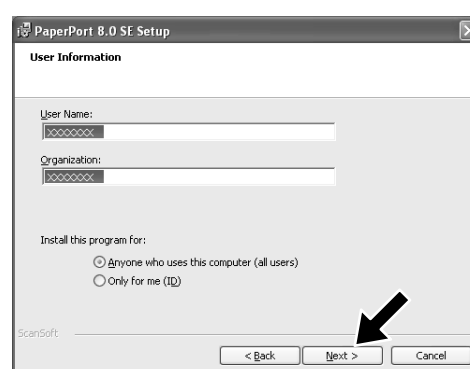 PaperPort 8.0 SE Setup
User Information
User Name:
XXXXXXX
Organization:
XXXXXXX
Install this program for:
Anyone who uses this computer (all users)
Only for me (ID)
ScanSoft
< Back Next > Cancel